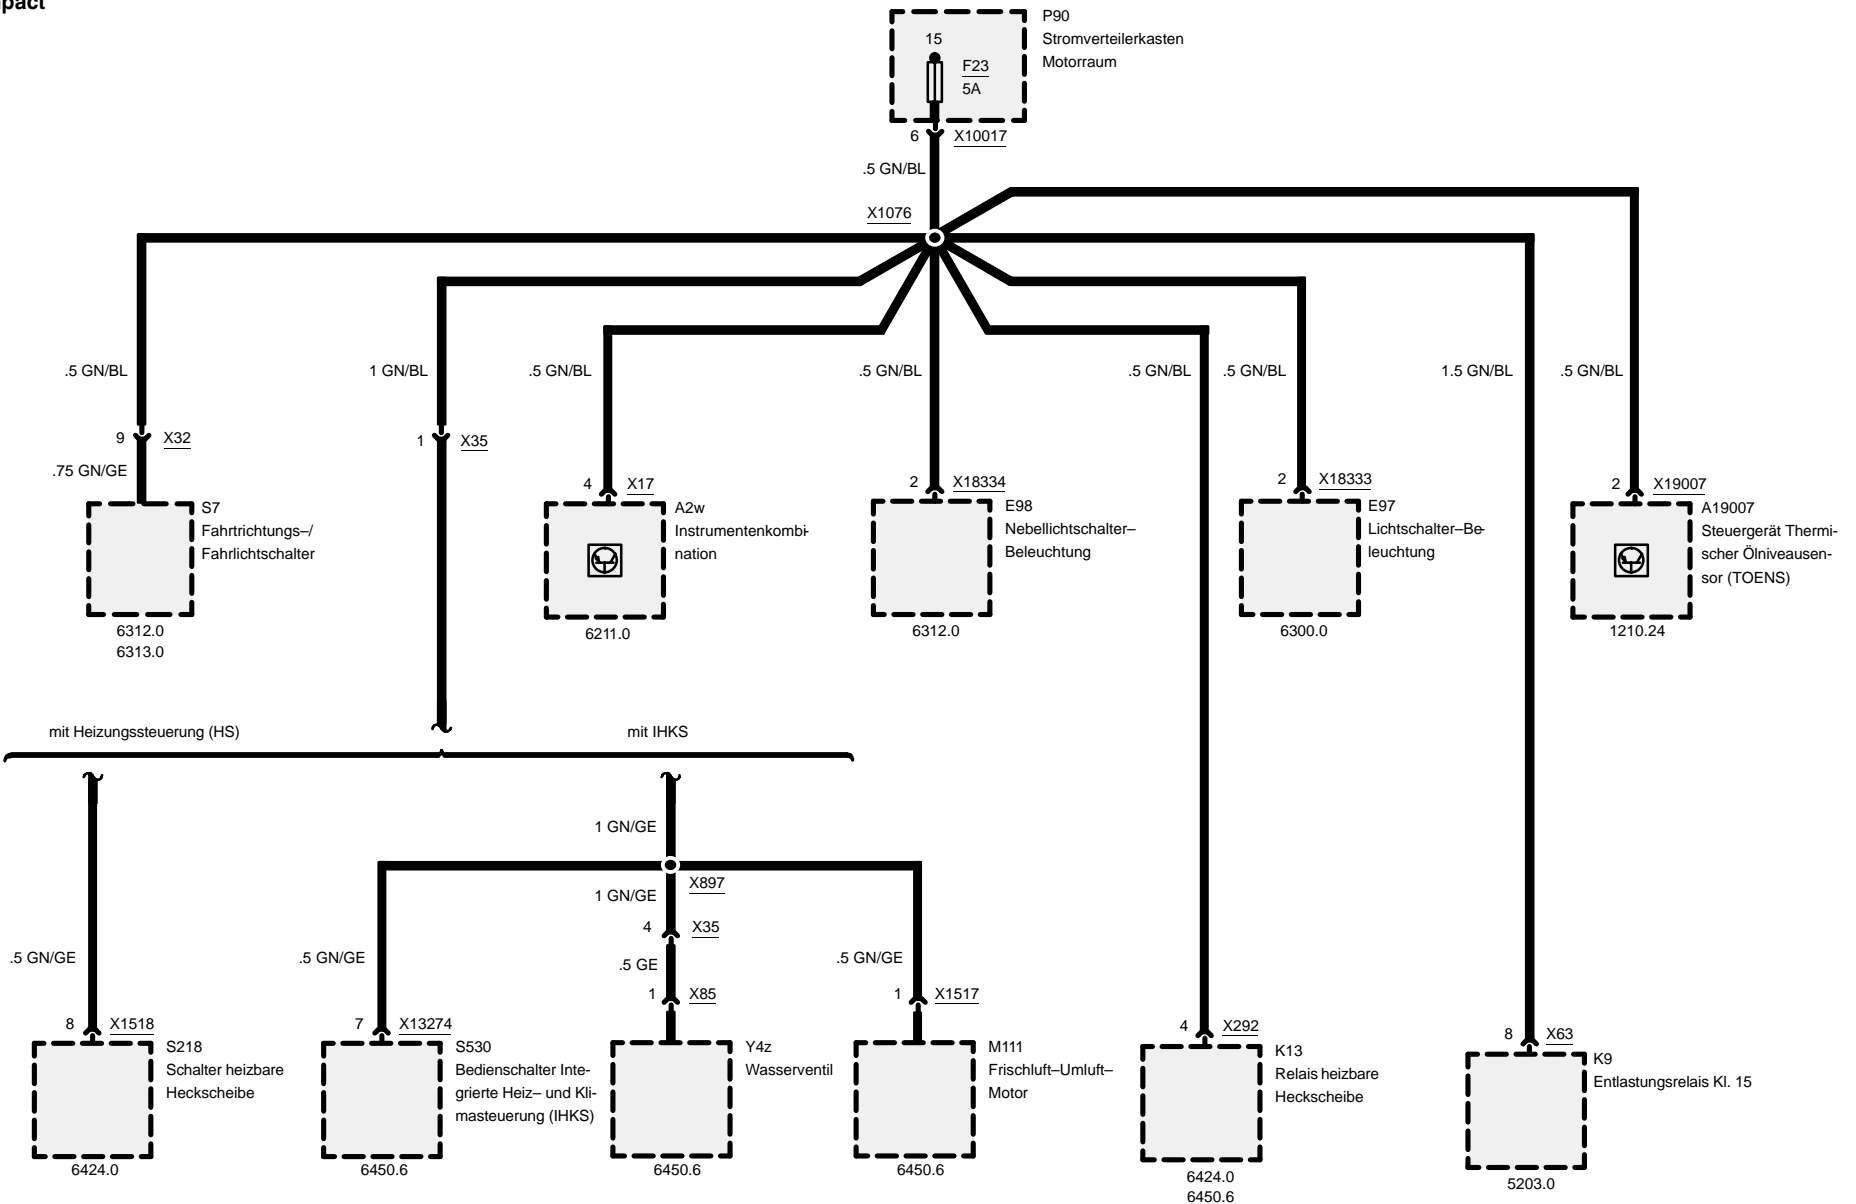 pact
P90
Stromverteilerkasten
Motorraum
15
F23
5A
6 X10017
.5 GN/BL
X1076
.5 GN/BL
1 GN/BL
.5 GN/BL
.5 GN/BL
.5 GN/BL
.5 GN/BL
1.5 GN/BL
.5 GN/BL
9 X32
.75 GN/GE
1 X35
4 X17
2 X18334
2 X18333
2 X19007
S7
Fahrtrichtungs–/
Fahrlichtschalter
6312.0
6313.0
A2w
Instrumentenkombi-
nation
6211.0
E98
Nebellichtschalter–
Beleuchtung
6312.0
E97
Lichtschalter–Be-
leuchtung
6300.0
A19007
Steuergerät Thermi-
scher Ölniveausen-
sor (TOENS)
1210.24
mit Heizungssteuerung (HS)
mit IHKS
1 GN/GE
X897
1 GN/GE
4 X35
.5 GN/GE
.5 GN/GE
.5 GE
.5 GN/GE
1 X85
1 X1517
8 X1518
7 X13274
4 X292
8 X63
S218
Schalter heizbare
Heckscheibe
6424.0
S530
Bedienschalter Inte-
grierte Heiz– und Kli-
masteuerung (IHKS)
6450.6
Y4z
Wasserventil
6450.6
M111
Frischluft–Umluft–
Motor
6450.6
K13
Relais heizbare
Heckscheibe
6424.0
6450.6
K9
Entlastungsrelais Kl. 15
5203.0